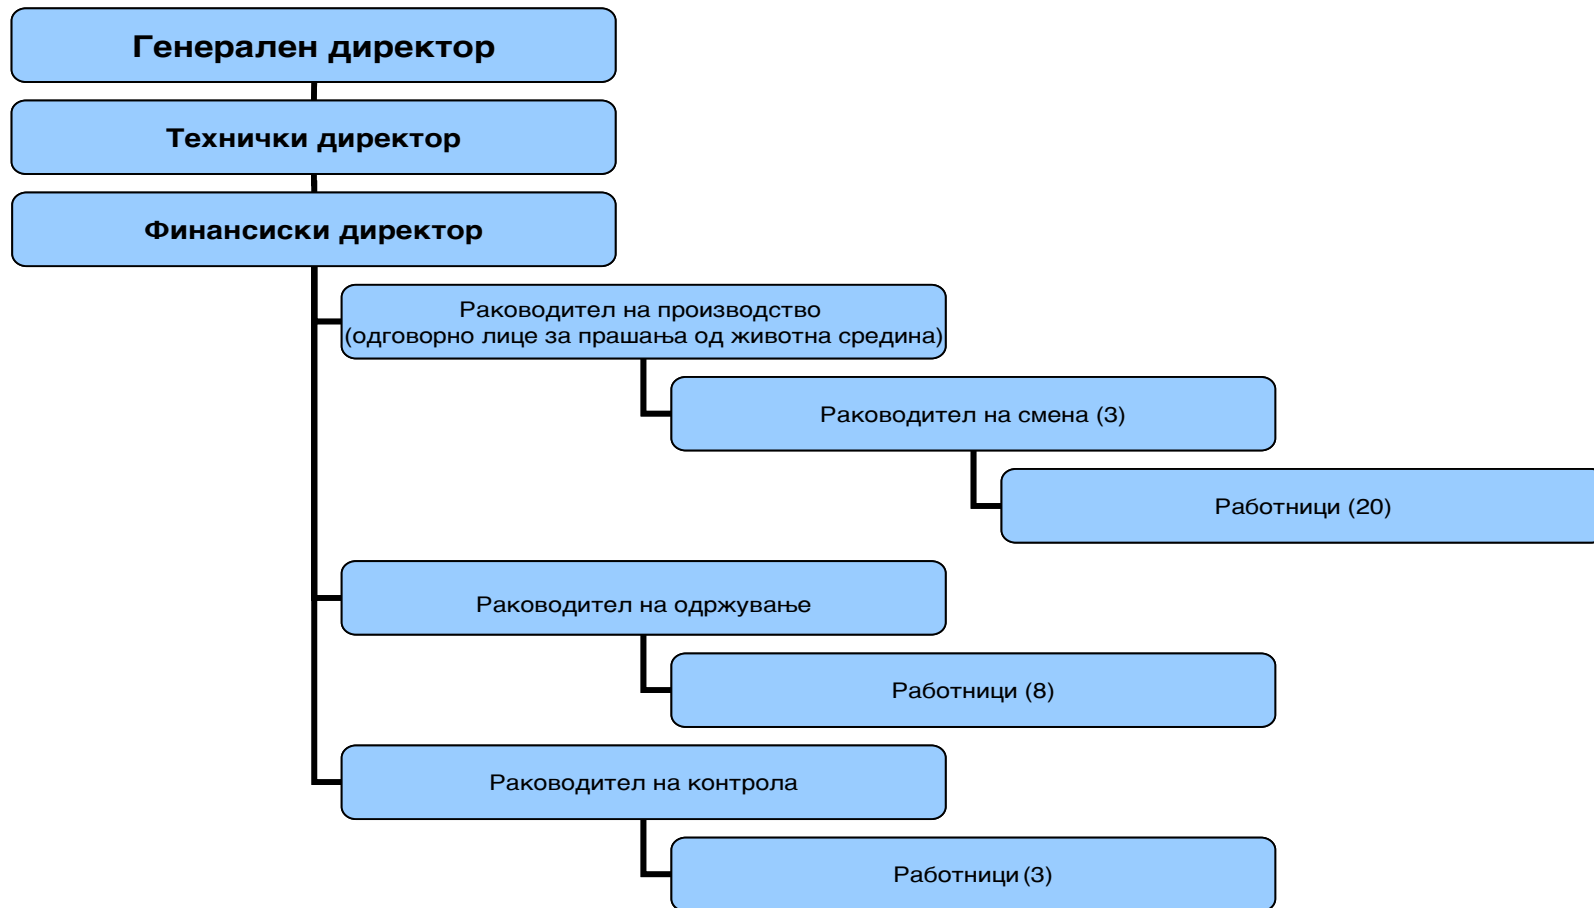 Генерален директор
Технички директор
Финансиски директор
Раководител на производство
(одговорно лице за прашања од животна средина)
Раководител на смена (3)
Работници (20)
Раководител на одржување
Работници (8)
Раководител на контрола
Работници (3)